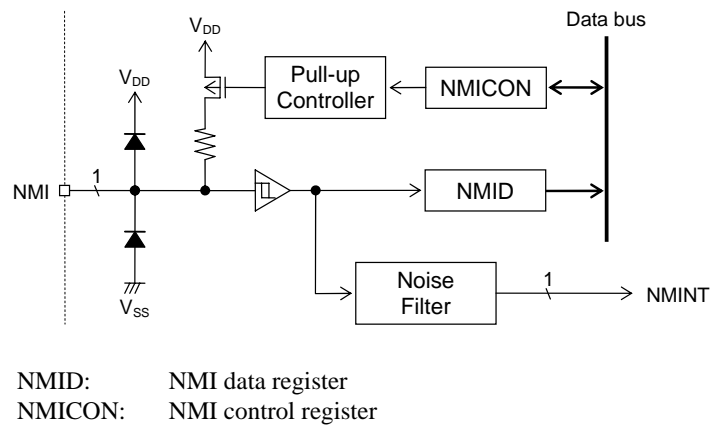 Data bus
VDD
VDD
Pull-up
Controller
NMICON
NMI
1
NMID
Noise
Filter
1
NMINT
VSS
NMID: NMI data register
NMICON: NMI control register